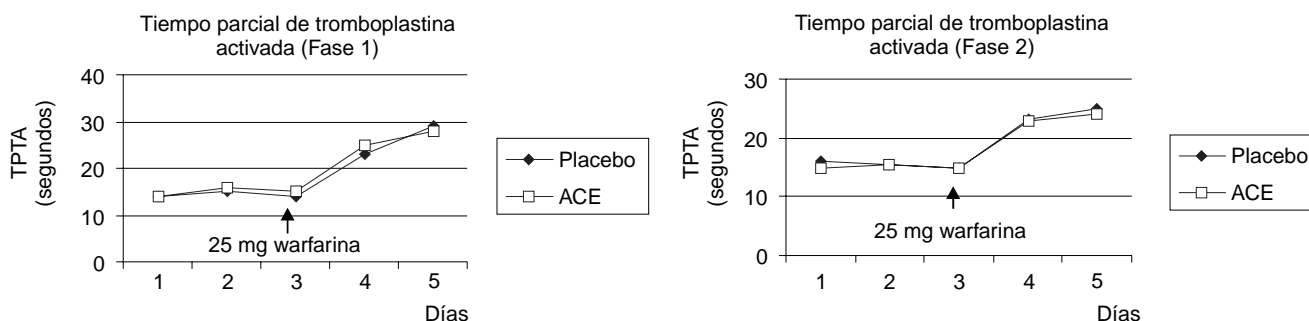 Tiempo parcial de tromboplastina
activada (Fase 1)
TPTA
(segundos)
40
30
20
10
0
25 mg warfarina
1 2 3 4 5
Días
Placebo
ACE
Tiempo parcial de tromboplastina
activada (Fase 2)
TPTA
(segundos)
30
20
10
0
25 mg warfarina
1 2 3 4 5
Días
Placebo
ACE